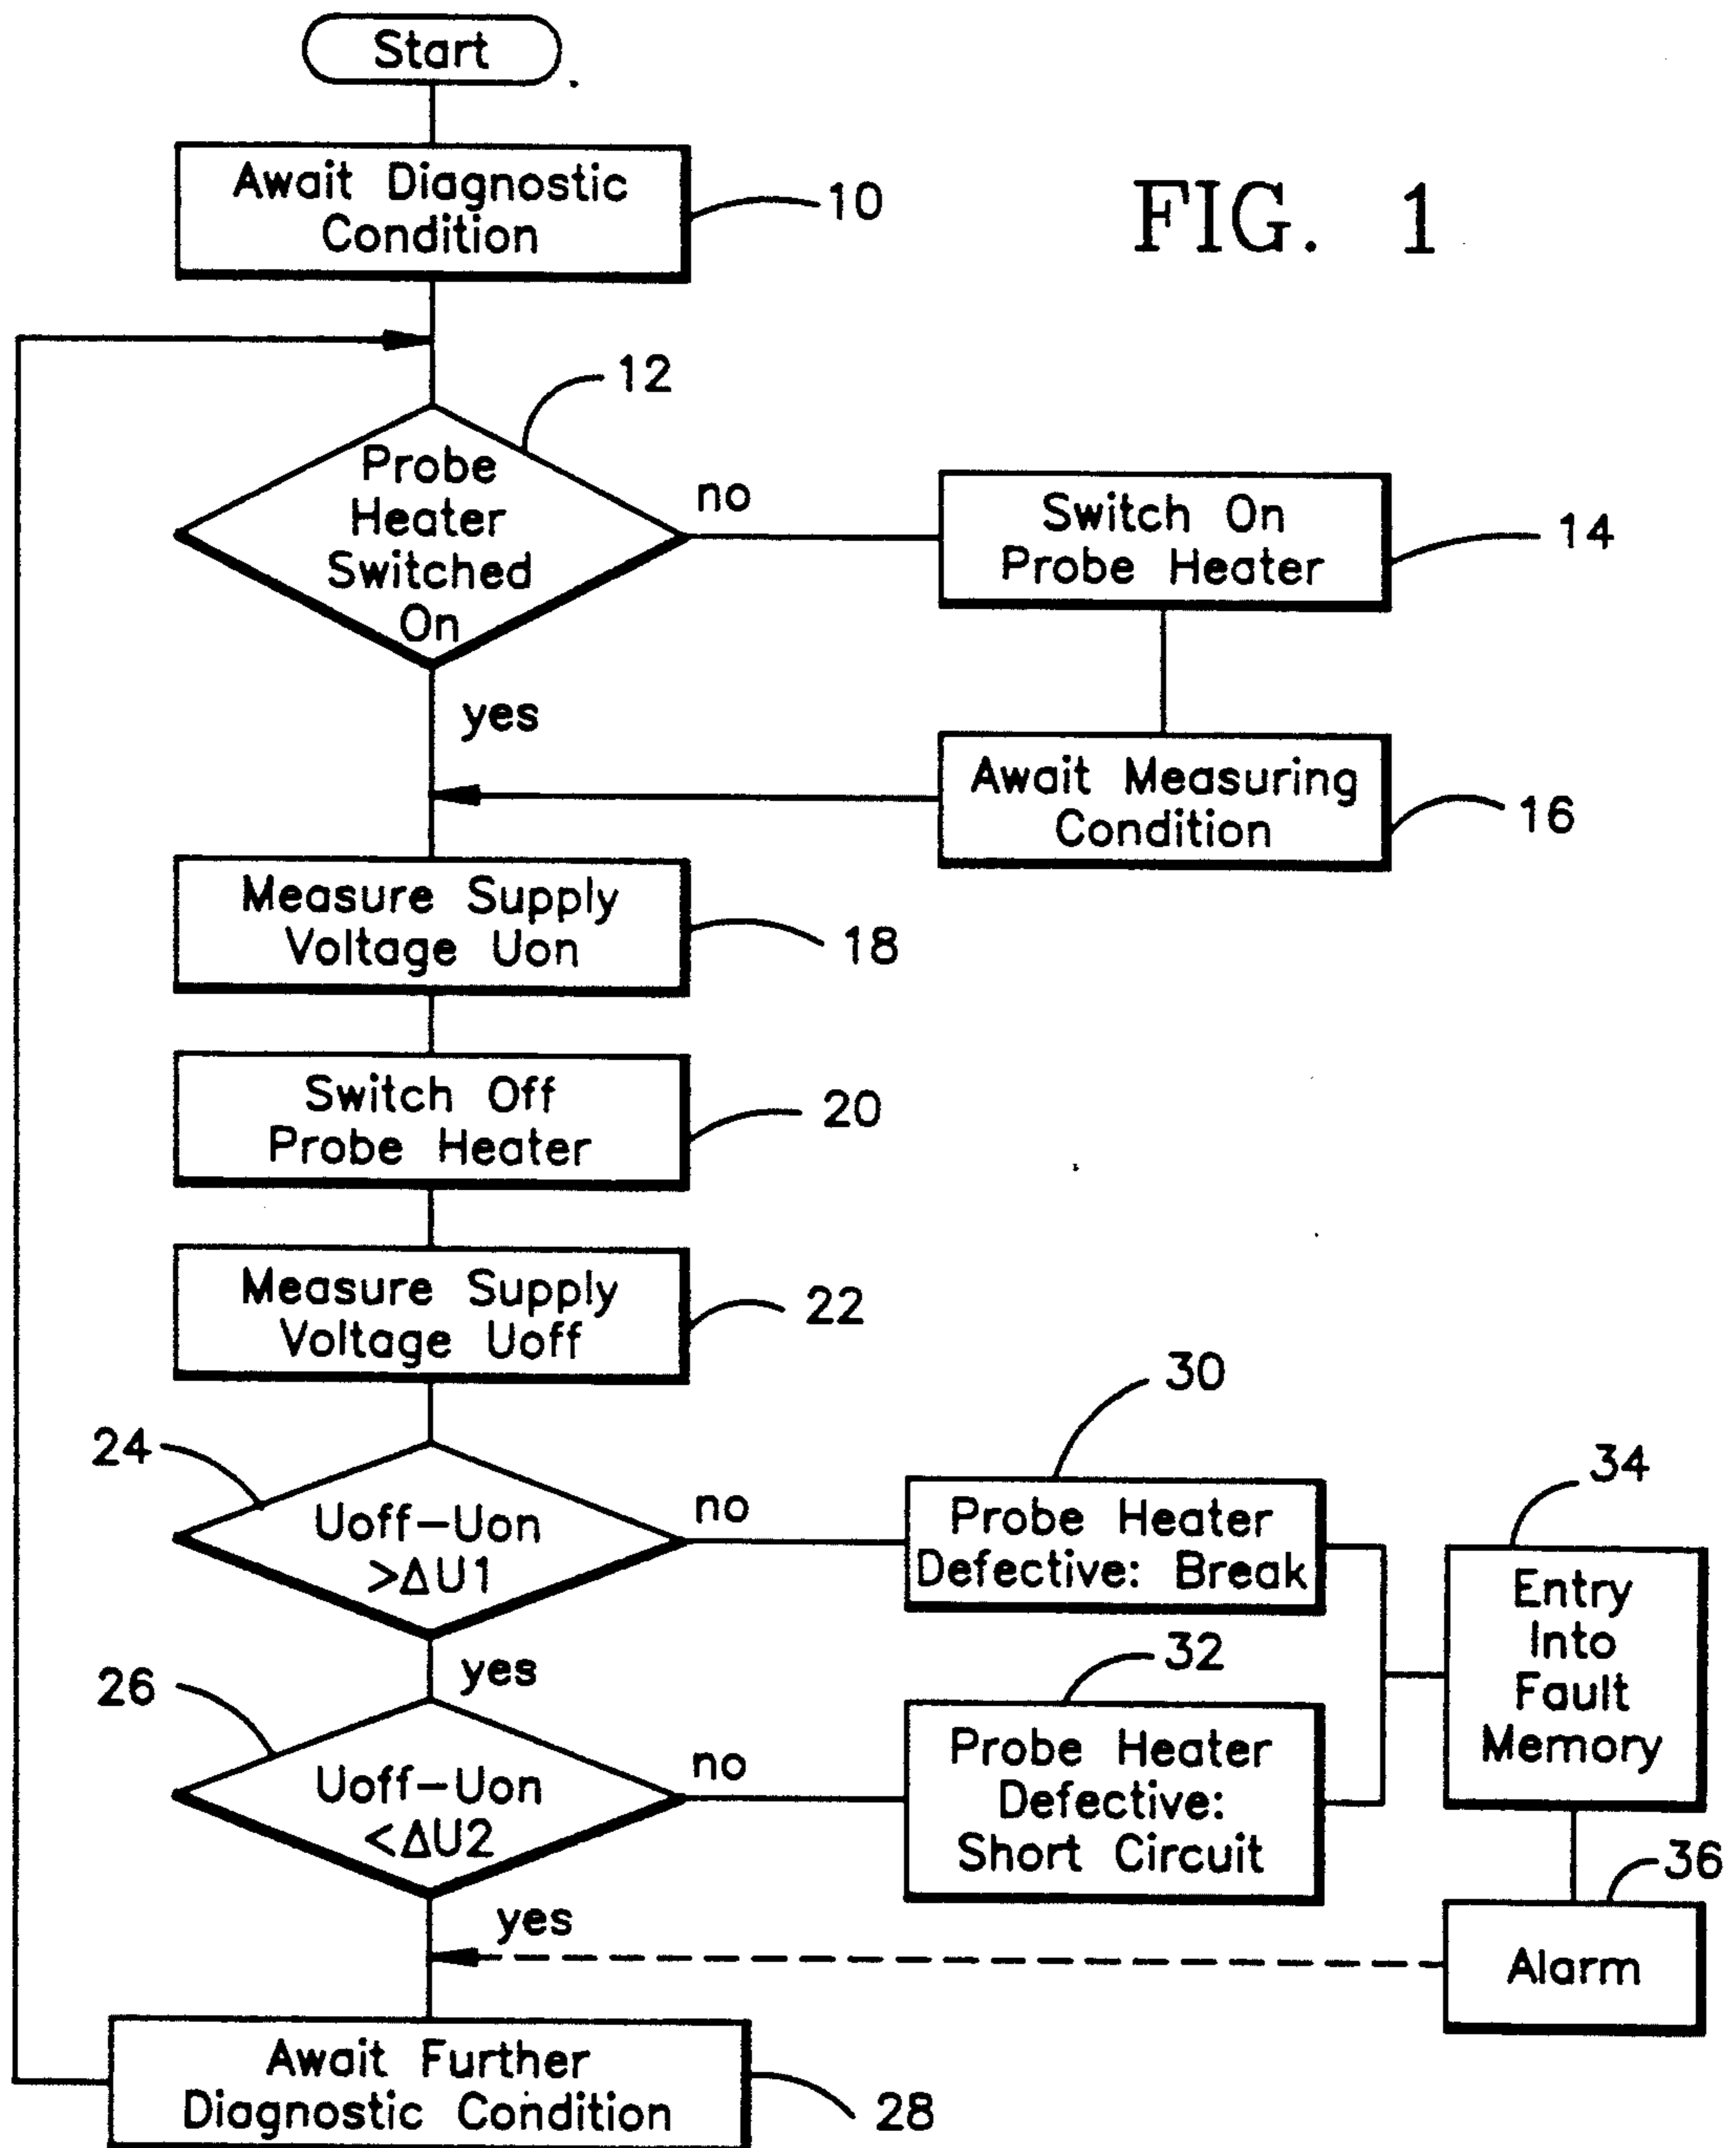 Start
Await Diagnostic
Condition
10
FIG. 1
12
Probe
Heater
Switched
On
no
Switch On
Probe Heater
14
yes
Await Measuring
Condition
16
Measure Supply
Voltage Uon
18
Switch Off
Probe Heater
20
Measure Supply
Voltage Uoff
22
24
Uoff-Uon
>ΔU1
no
30
Probe Heater
Defective: Break
34
Entry
Into
Fault
Memory
yes
26
Uoff-Uon
<ΔU2
no
32
Probe Heater
Defective:
Short Circuit
36
Alarm
yes
Await Further
Diagnostic Condition
28